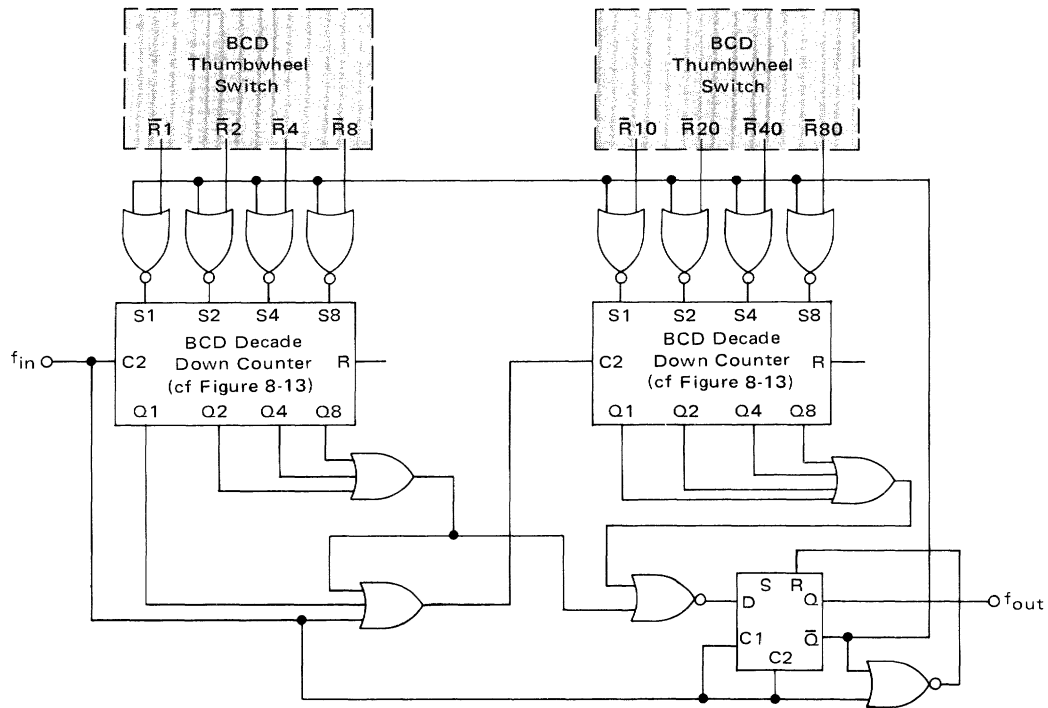 BCD
Thumbwheel
Switch
R̅1 R̅2 R̅4 R̅8
BCD
Thumbwheel
Switch
R̅10 R̅20 R̅40 R̅80
S1 S2 S4 S8
BCD Decade
Down Counter
(cf Figure 8-13)
C2
R
Q1 Q2 Q4 Q8
fin
S1 S2 S4 S8
BCD Decade
Down Counter
(cf Figure 8-13)
C2
R
Q1 Q2 Q4 Q8
S R
D Q
C1 Q̅
C2
fout